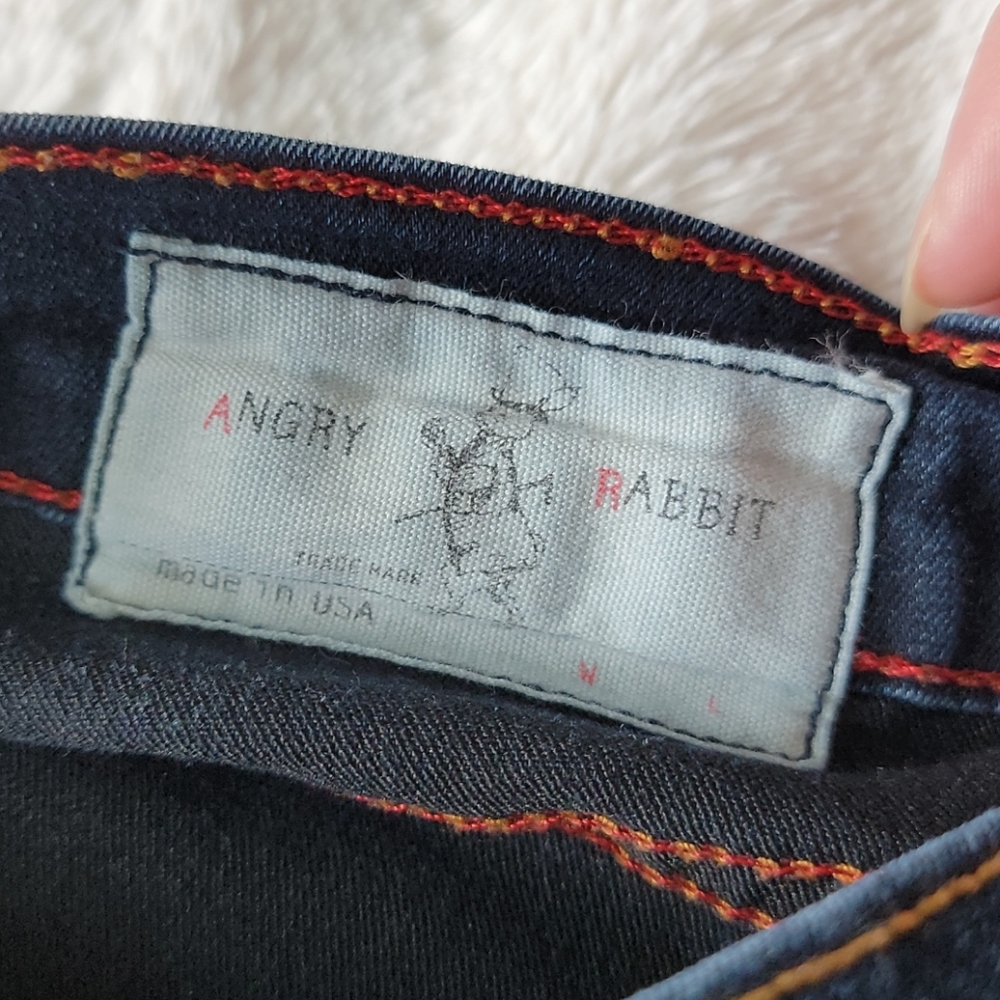 ANGRY RABBIT
TRADE MARK
made in USA
W L